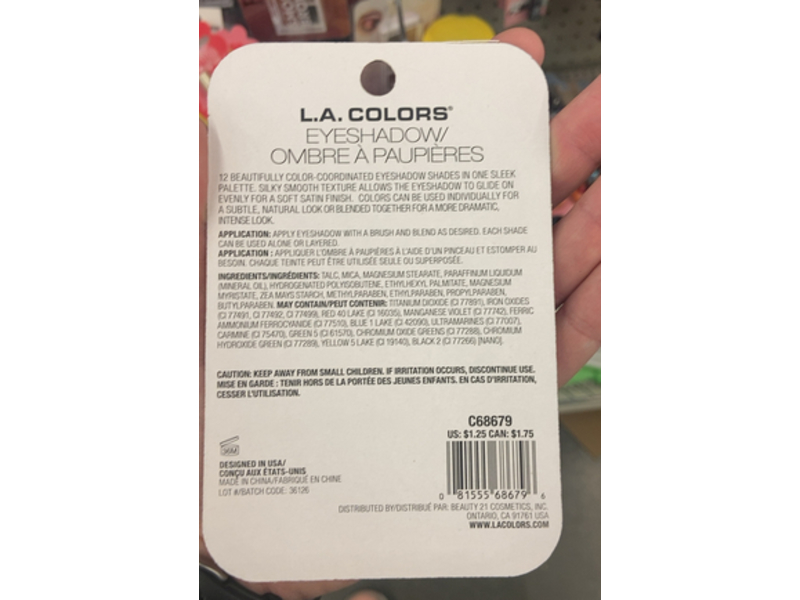 L.A. COLORS®
EYESHADOW/
OMBRE À PAUPIÈRES
12 BEAUTIFULLY COLOR-COORDINATED EYESHADOW SHADES IN ONE SLEEK
PALETTE. SILKY SMOOTH TEXTURE ALLOWS THE EYESHADOW TO GLIDE ON
EVENLY FOR A SOFT SATIN FINISH. COLORS CAN BE USED INDIVIDUALLY FOR
A SUBTLE, NATURAL LOOK OR BLENDED TOGETHER FOR A MORE DRAMATIC,
INTENSE LOOK.
APPLICATION: APPLY EYESHADOW WITH A BRUSH AND BLEND AS DESIRED. EACH SHADE
CAN BE USED ALONE OR LAYERED.
APPLICATION : APPLIQUER L'OMBRE À PAUPIÈRES À L'AIDE D'UN PINCEAU ET ESTOMPER AU
BESOIN. CHAQUE TEINTE PEUT ÊTRE UTILISÉE SEULE OU SUPERPOSÉE.
INGREDIENTS/INGRÉDIENTS: TALC, MICA, MAGNESIUM STEARATE, PARAFFINUM LIQUIDUM
(MINERAL OIL), HYDROGENATED POLYISOBUTENE, ETHYLHEXYL PALMITATE, MAGNESIUM
MYRISTATE, ZEA MAYS STARCH, METHYLPARABEN, ETHYLPARABEN, PROPYLPARABEN,
BUTYLPARABEN. MAY CONTAIN/PEUT CONTENIR: TITANIUM DIOXIDE (CI 77891), IRON OXIDES
(CI 77491, CI 77492, CI 77499), RED 40 LAKE (CI 16035), MANGANESE VIOLET (CI 77742), FERRIC
AMMONIUM FERROCYANIDE (CI 77510), BLUE 1 LAKE (CI 42090), ULTRAMARINES (CI 77007),
CARMINE (CI 75470), GREEN 5 (CI 61570), CHROMIUM OXIDE GREENS (CI 77288), CHROMIUM
HYDROXIDE GREEN (CI 77289), YELLOW 5 LAKE (CI 19140), BLACK 2 (CI 77266) [NANO].
CAUTION: KEEP AWAY FROM SMALL CHILDREN. IF IRRITATION OCCURS, DISCONTINUE USE.
MISE EN GARDE : TENIR HORS DE LA PORTÉE DES JEUNES ENFANTS. EN CAS D'IRRITATION,
CESSER L'UTILISATION.
C68679
US: $1.25 CAN: $1.75
36M
DESIGNED IN USA/
CONÇU AUX ÉTATS-UNIS
MADE IN CHINA/FABRIQUÉ EN CHINE
LOT #/BATCH CODE: 36126
0 81555 68679 6
DISTRIBUTED BY/DISTRIBUÉ PAR: BEAUTY 21 COSMETICS, INC.
ONTARIO, CA 91761 USA
WWW.LACOLORS.COM